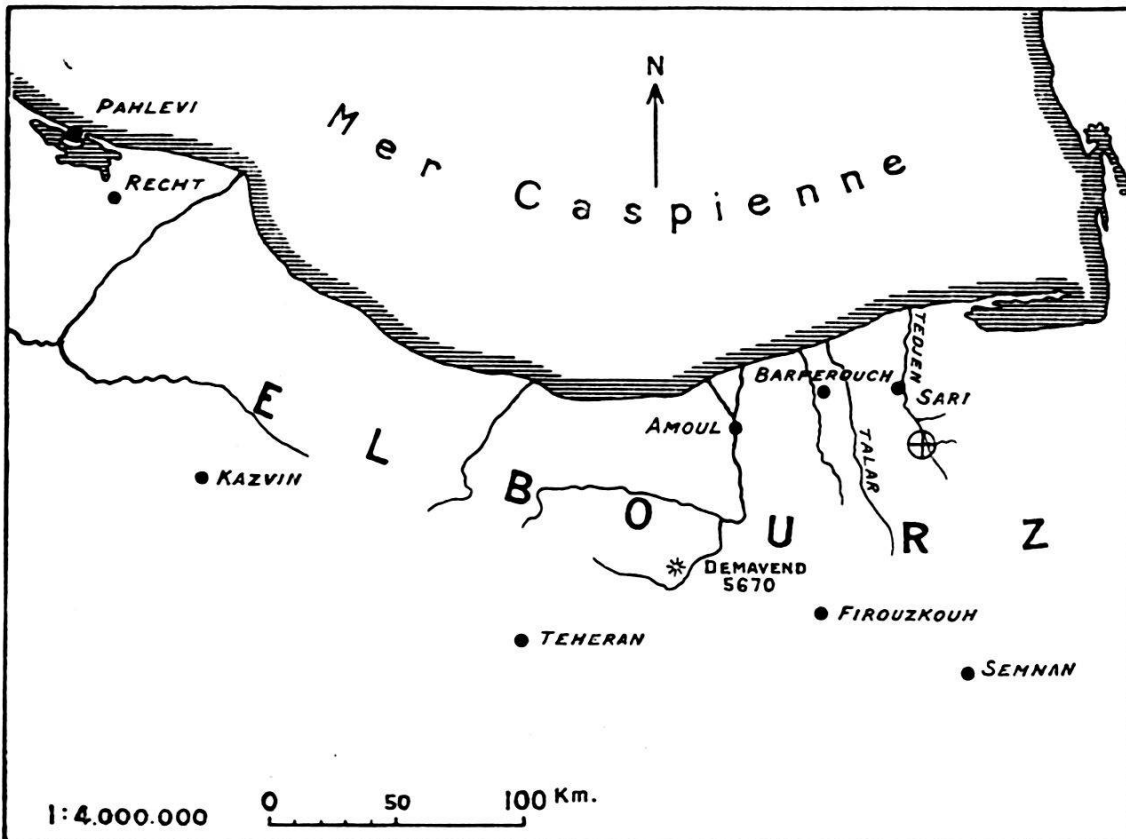 N
PAHLEVI
Mer Caspienne
RECHT
TEDJEN
BARFEROUCH
SARI
AMOUL
TALAR
KAZVIN
ELBOURZ
DEMAVEND
5670
FIROUZKOUH
TEHERAN
SEMNAN
0 50 100 Km.
1:4.000.000